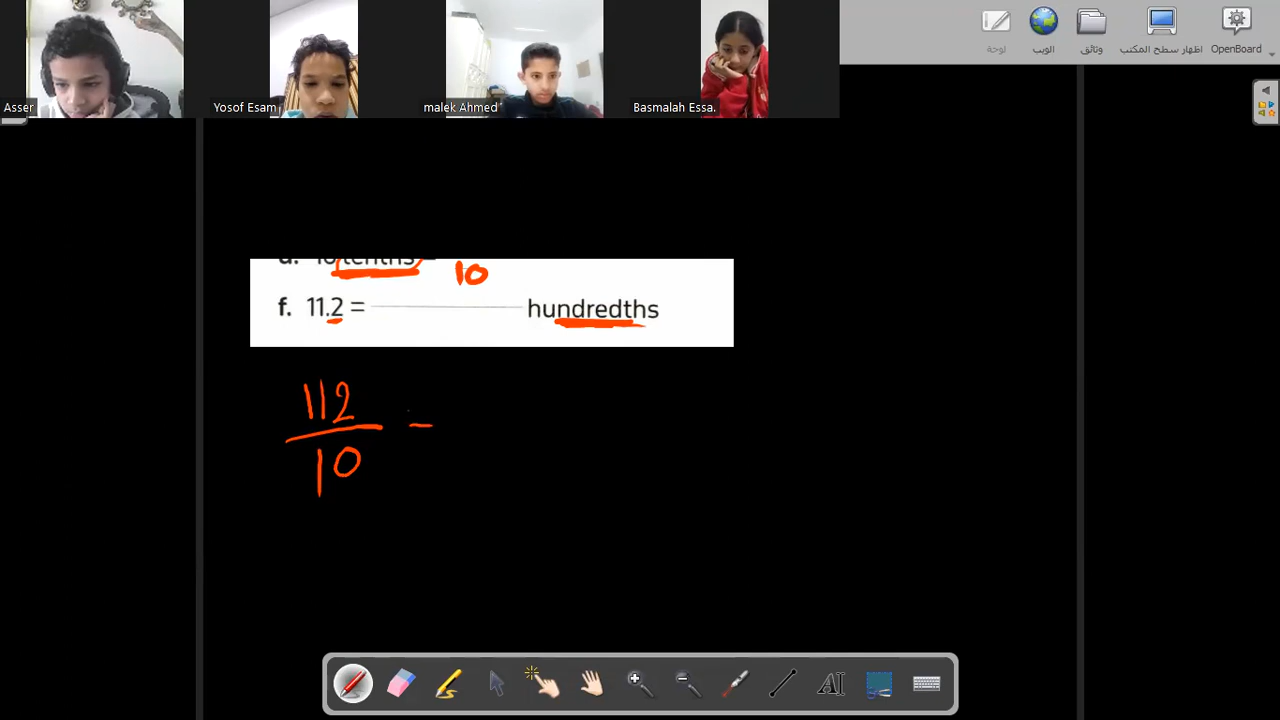 Asser
Yosof Esam
malek Ahmed
Basmalah Essa.
لوحة
الويب
وثائق
اظهار سطح المكتب
OpenBoard
10
f. 11.2 = hundredths
112
10
=
AI